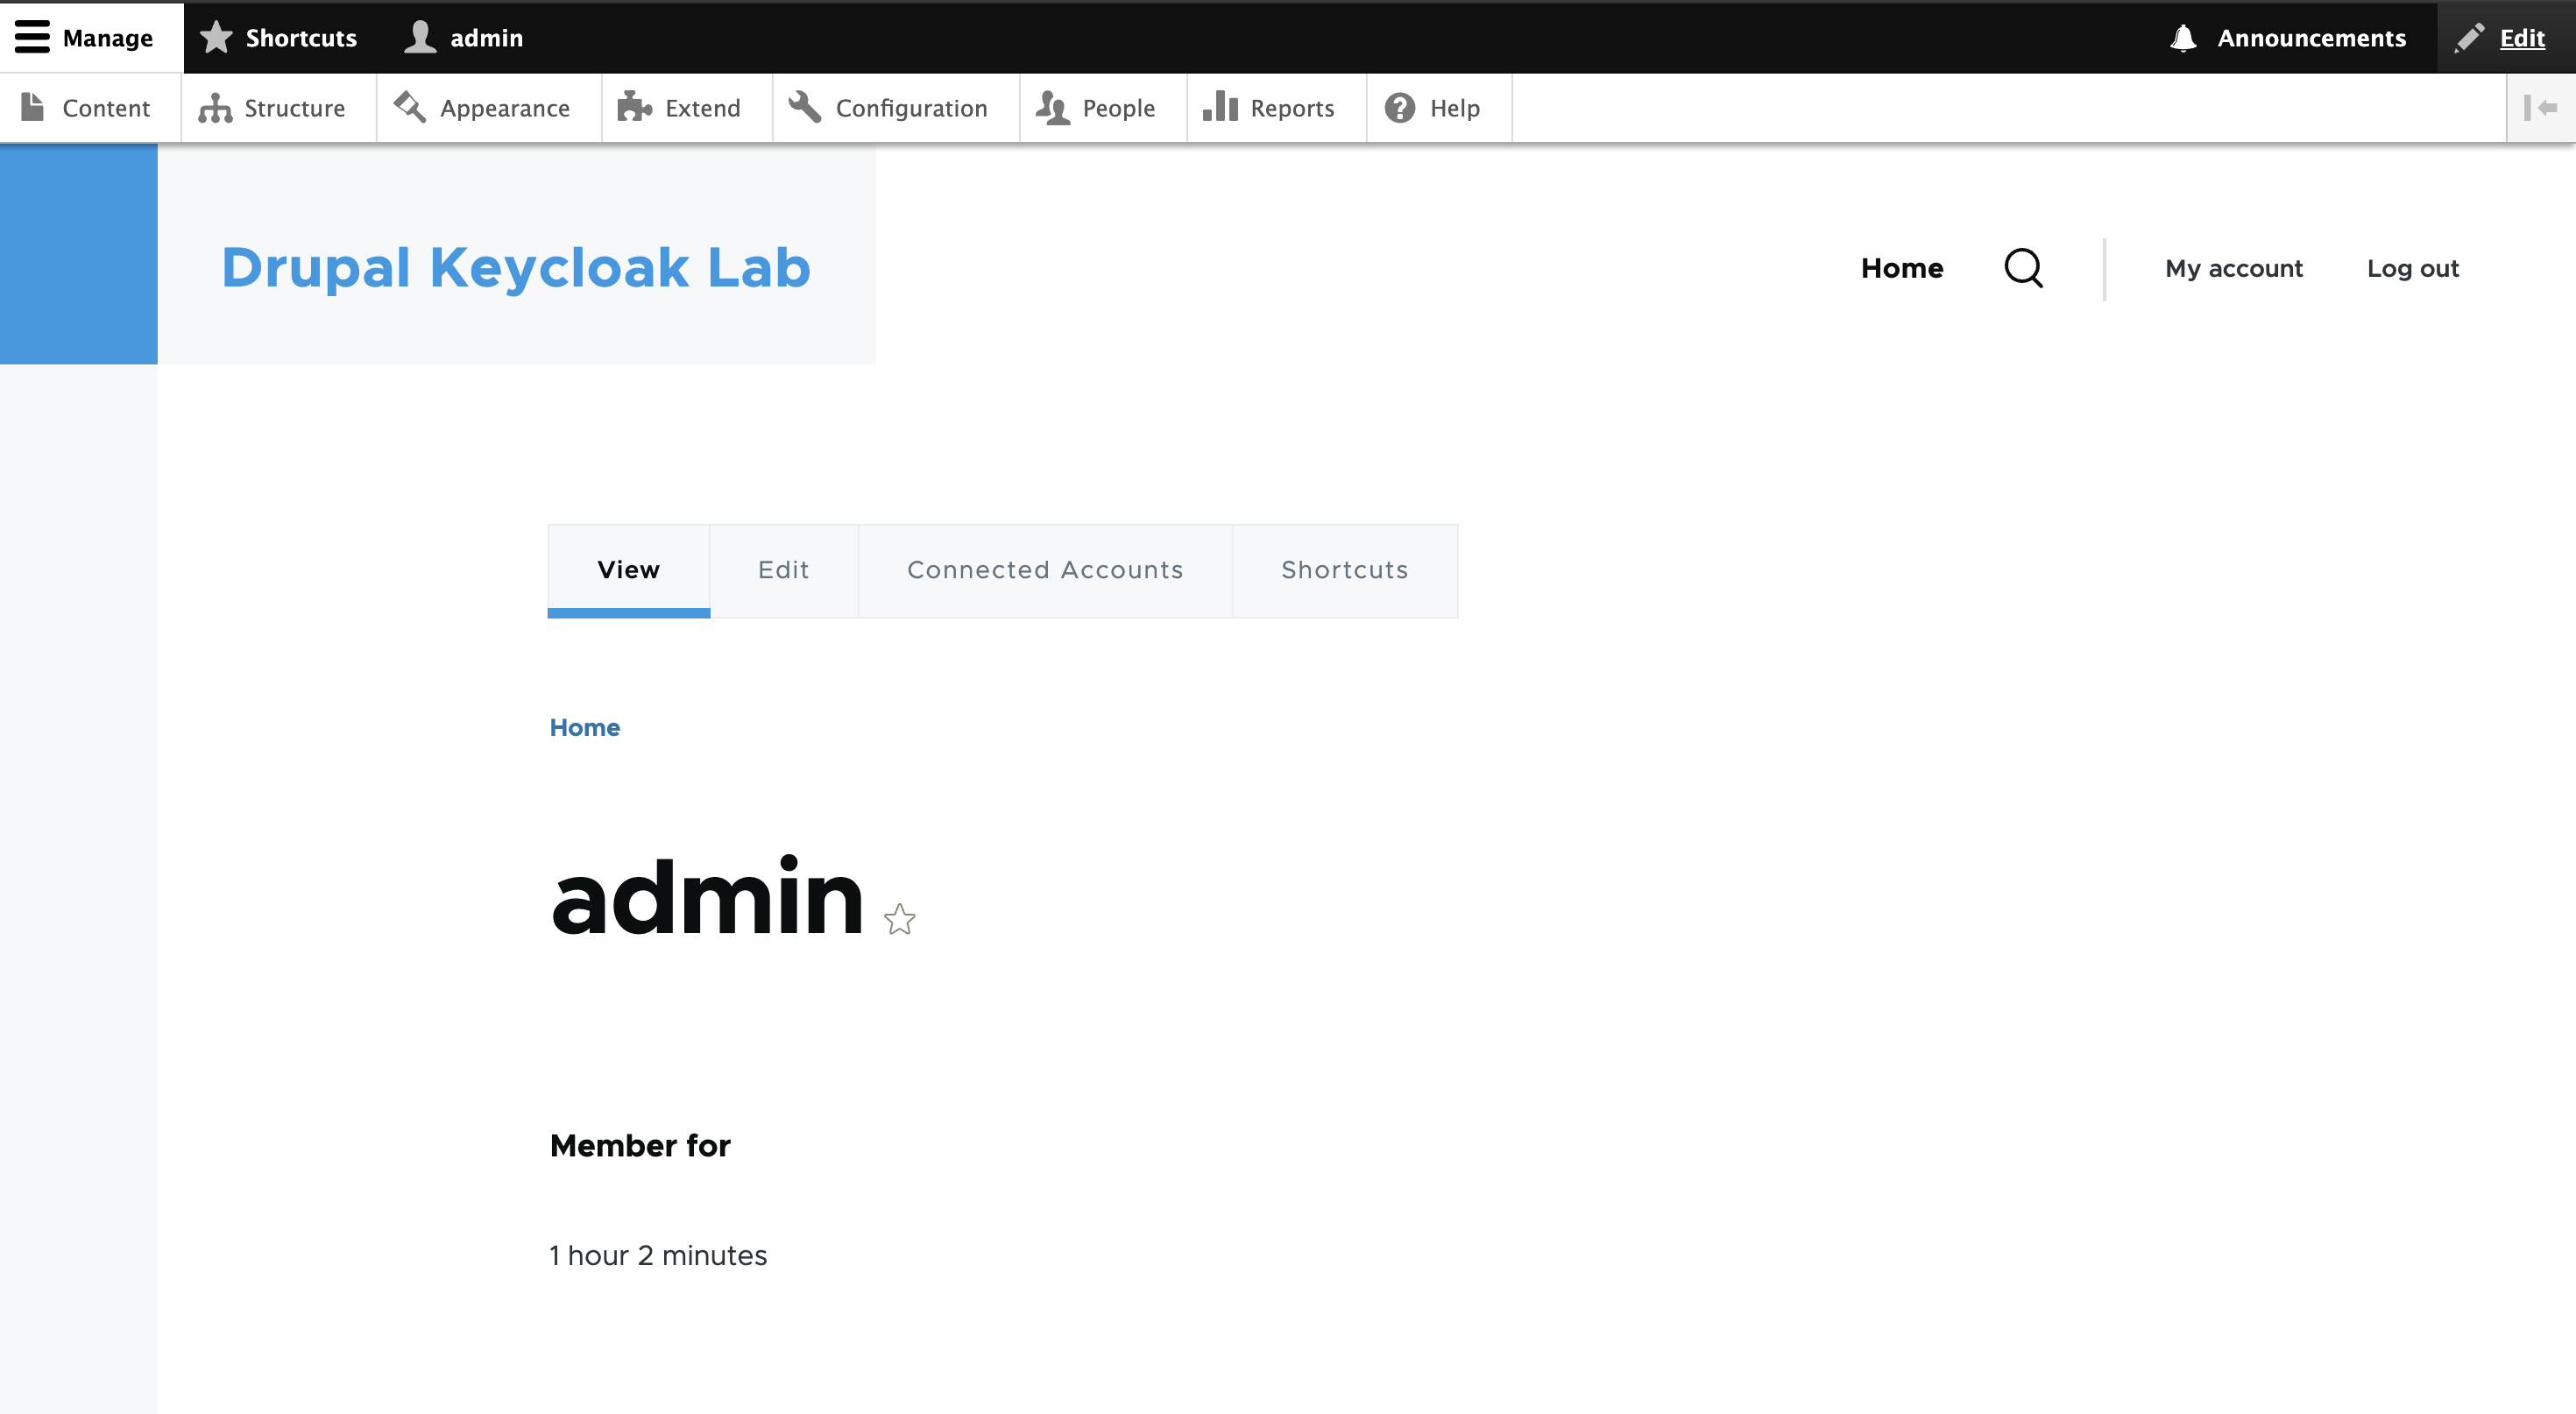 Manage Shortcuts admin Announcements Edit
Content Structure Appearance Extend Configuration People Reports Help
Drupal Keycloak Lab Home My account Log out
View Edit Connected Accounts Shortcuts
Home
admin
Member for
1 hour 2 minutes